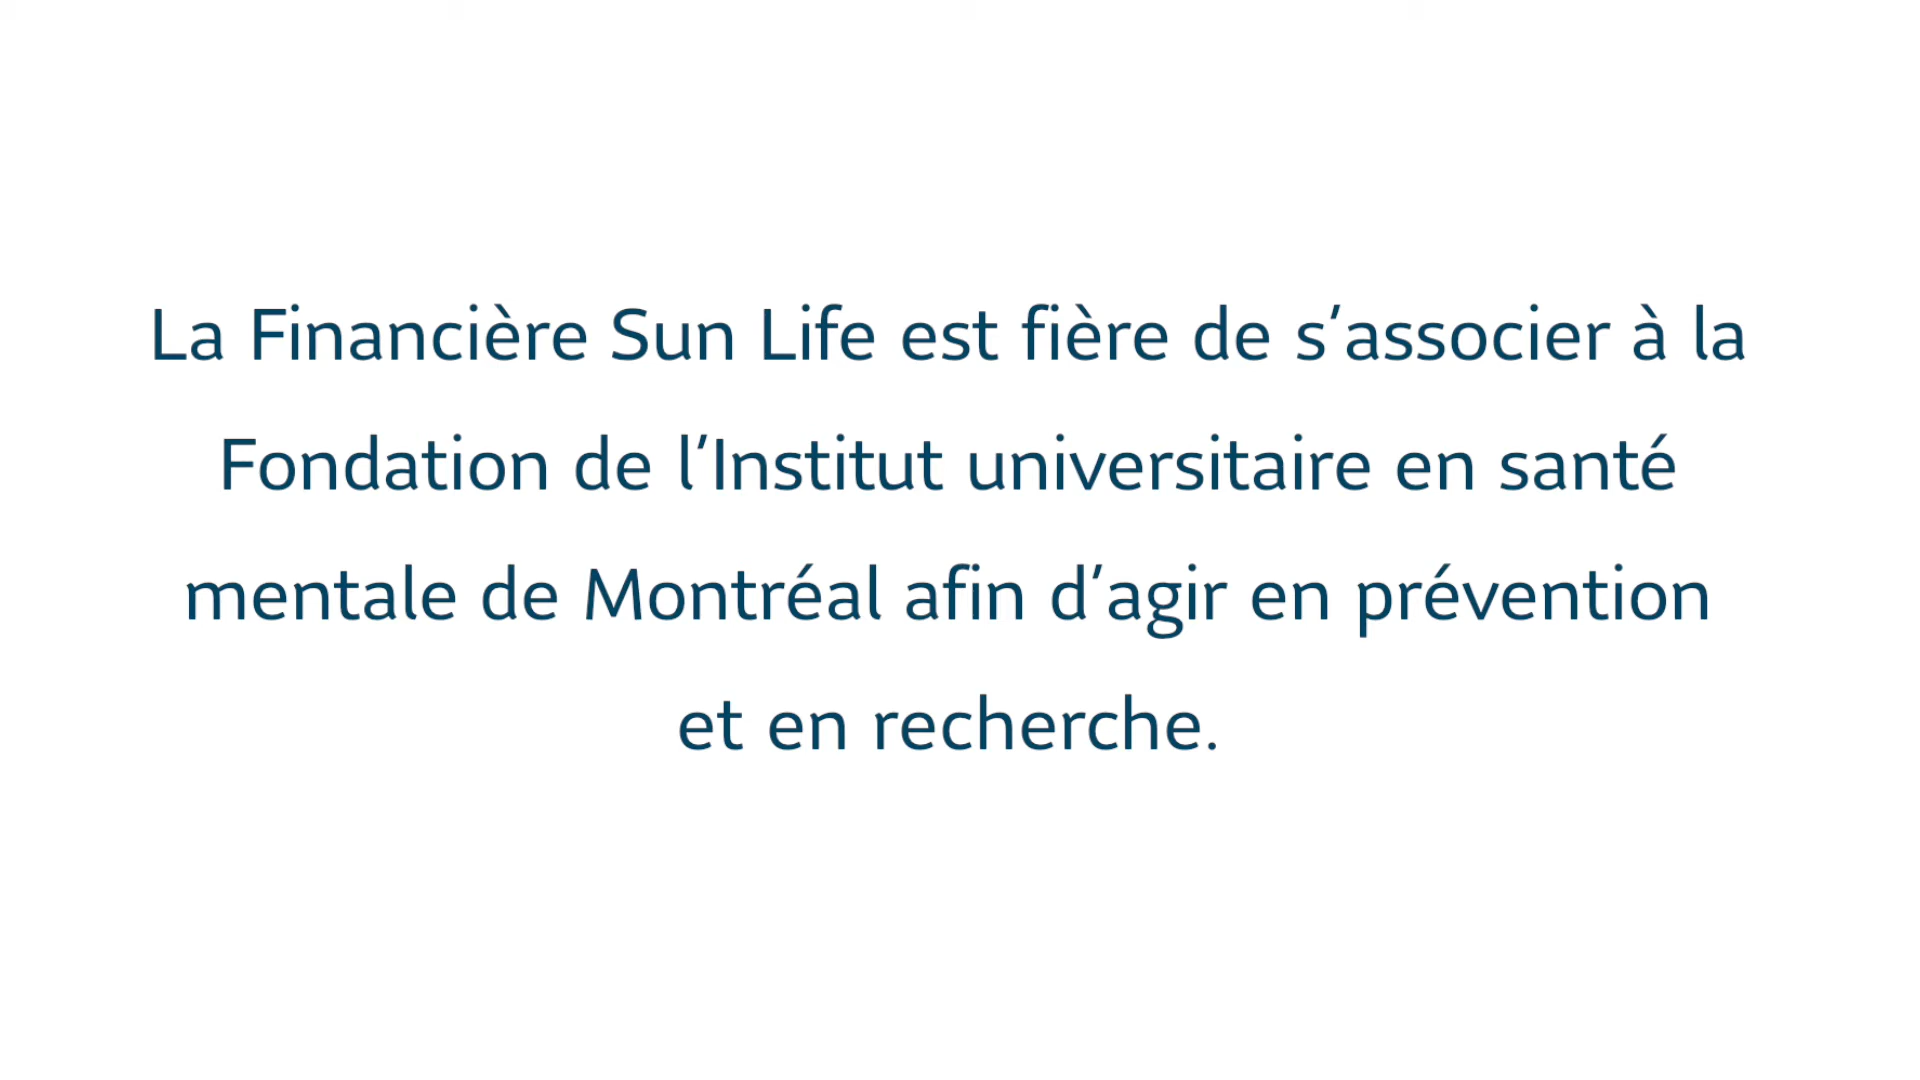 La Financière Sun Life est fière de s’associer à la
Fondation de l’Institut universitaire en santé
mentale de Montréal afin d’agir en prévention
et en recherche.